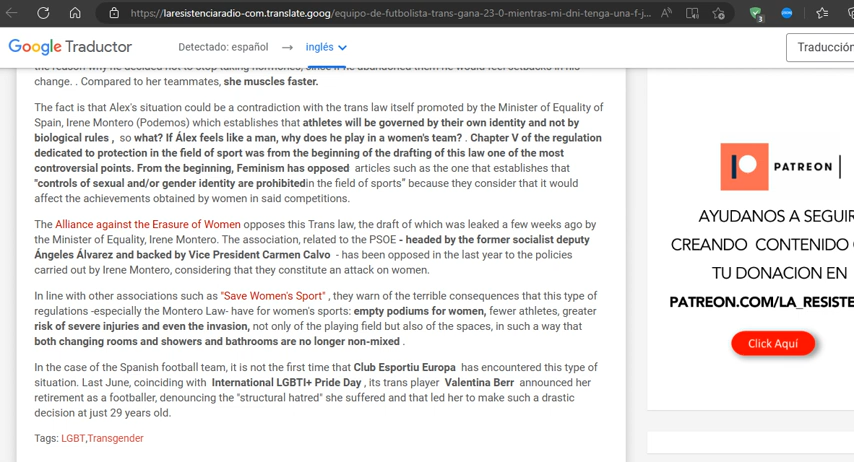 https://laresistenciaradio-com.translate.goog/equipo-de-futbolista-trans-gana-23-0-mientras-mi-dni-tenga-una-f-j...
3
Google Traductor
Detectado: español → inglés
Traducción
change. . Compared to her teammates, she muscles faster.
The fact is that Alex's situation could be a contradiction with the trans law itself promoted by the Minister of Equality of
Spain, Irene Montero (Podemos) which establishes that athletes will be governed by their own identity and not by
biological rules , so what? If Álex feels like a man, why does he play in a women's team? . Chapter V of the regulation
dedicated to protection in the field of sport was from the beginning of the drafting of this law one of the most
controversial points. From the beginning, Feminism has opposed articles such as the one that establishes that
"controls of sexual and/or gender identity are prohibitedin the field of sports” because they consider that it would
affect the achievements obtained by women in said competitions.
The Alliance against the Erasure of Women opposes this Trans law, the draft of which was leaked a few weeks ago by
the Minister of Equality, Irene Montero. The association, related to the PSOE - headed by the former socialist deputy
Ángeles Álvarez and backed by Vice President Carmen Calvo - has been opposed in the last year to the policies
carried out by Irene Montero, considering that they constitute an attack on women.
In line with other associations such as "Save Women's Sport" , they warn of the terrible consequences that this type of
regulations -especially the Montero Law- have for women's sports: empty podiums for women, fewer athletes, greater
risk of severe injuries and even the invasion, not only of the playing field but also of the spaces, in such a way that
both changing rooms and showers and bathrooms are no longer non-mixed .
In the case of the Spanish football team, it is not the first time that Club Esportiu Europa has encountered this type of
situation. Last June, coinciding with International LGBTI+ Pride Day , its trans player Valentina Berr announced her
retirement as a footballer, denouncing the "structural hatred" she suffered and that led her to make such a drastic
decision at just 29 years old.
Tags: LGBT,Transgender
PATREON
AYUDANOS A SEGUIR
CREANDO CONTENIDO
TU DONACION EN
PATREON.COM/LA_RESISTE
Click Aquí